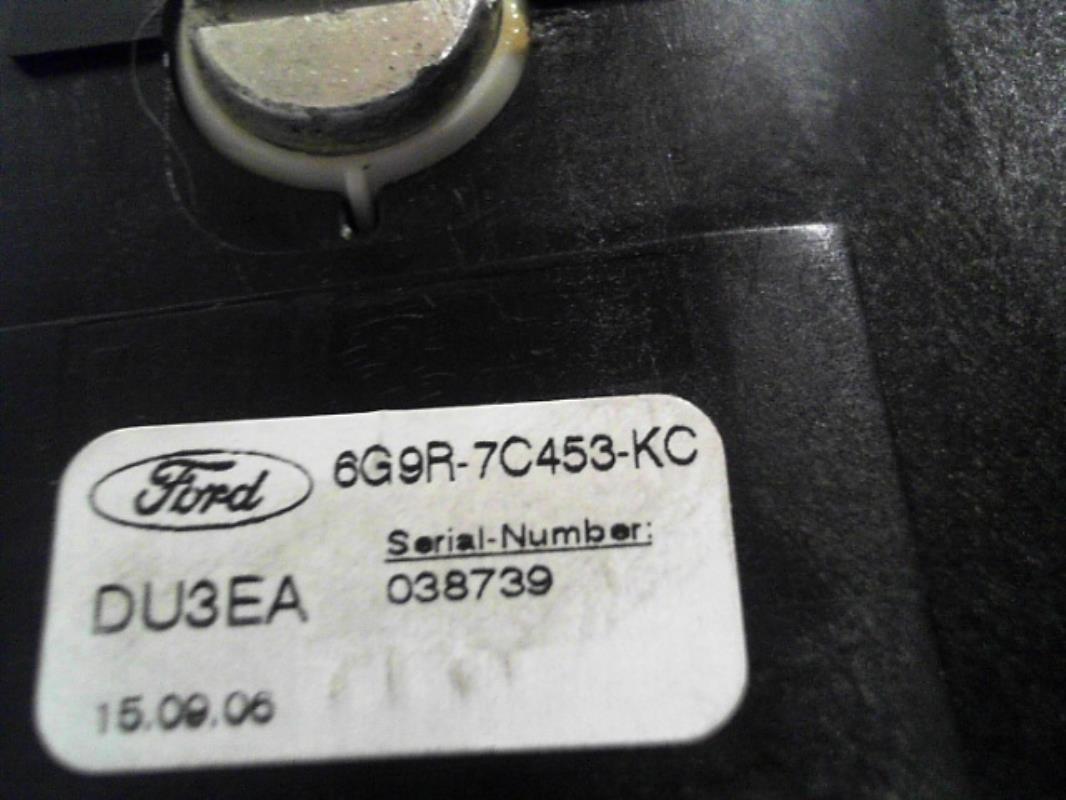 Ford 6G9R-7C453-KC
Serial-Number:
DU3EA 038739
15.09.06